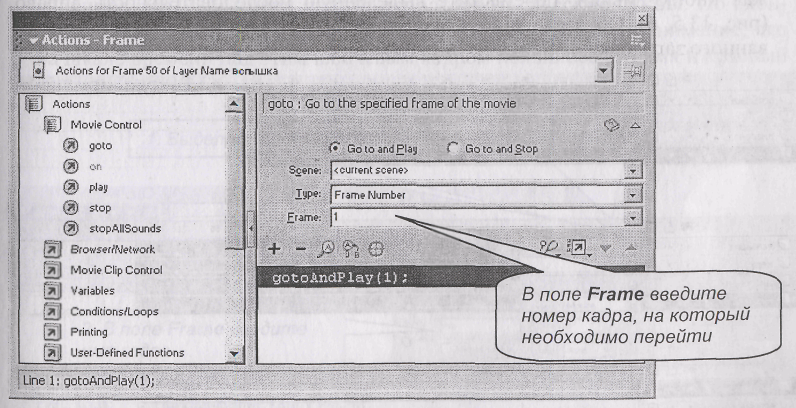 (рис.
Actions - Frame
Actions for Frame 50 of Layer Name вспышка
Actions
Movie Control
goto
on
play
stop
stopAllSounds
Browser/Network
Movie Clip Control
Variables
Conditions/Loops
Printing
User-Defined Functions
goto : Go to the specified frame of the movie
Go to and Play
Go to and Stop
Scene: <current scene>
Type: Frame Number
Frame: 1
gotoAndPlay(1);
В поле Frame введите
номер кадра, на который
необходимо перейти
Line 1: gotoAndPlay(1);